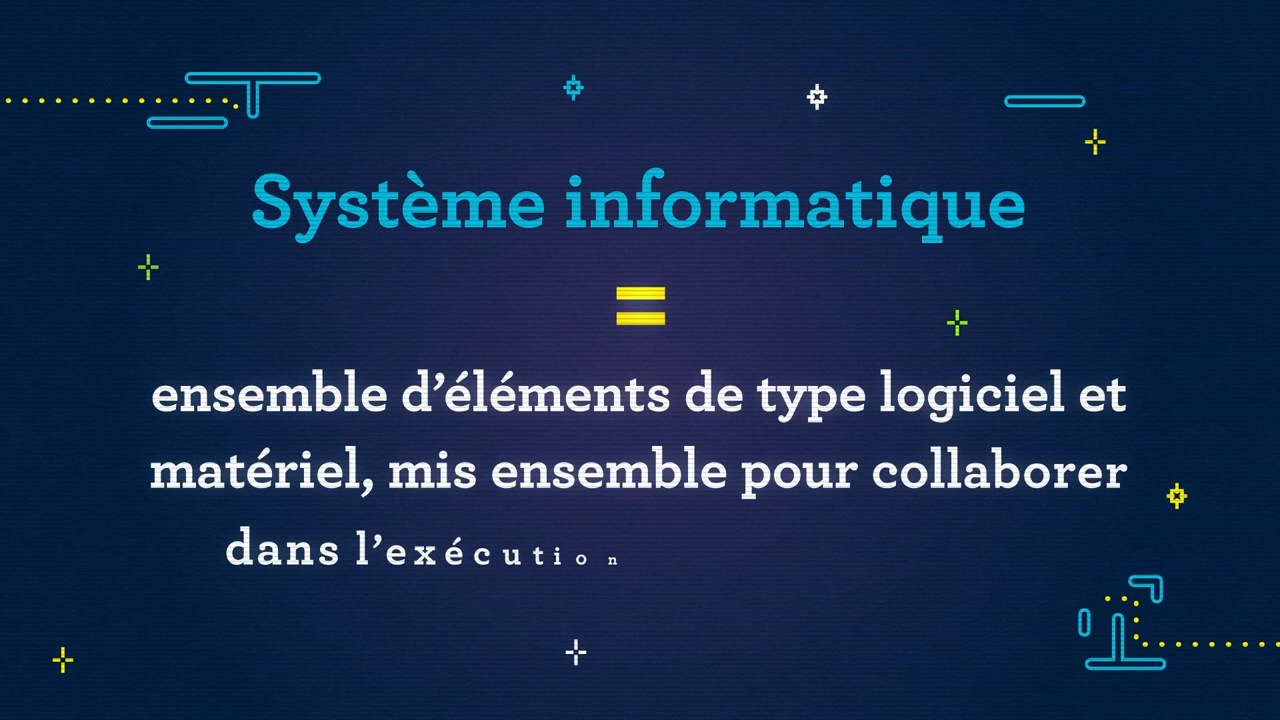 Système informatique
=
ensemble d’éléments de type logiciel et
matériel, mis ensemble pour collaborer
dans l’exécution